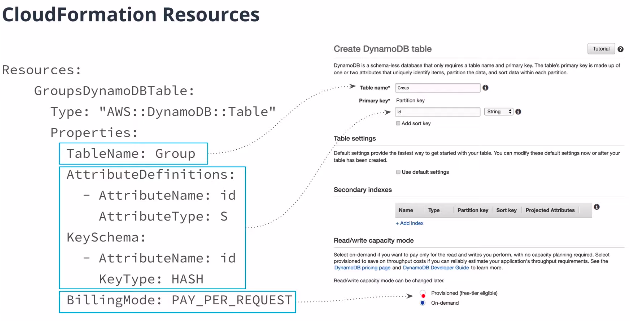 CloudFormation Resources
Resources:
GroupsDynamoDBTable:
Type: "AWS::DynamoDB::Table"
Properties:
TableName: Group
AttributeDefinitions:
- AttributeName: id
AttributeType: S
KeySchema:
- AttributeName: id
KeyType: HASH
BillingMode: PAY_PER_REQUEST
Create DynamoDB table
Tutorial
DynamoDB is a schema-less database that only requires a table name and primary key. The table's primary key is made up of
one or two attributes that uniquely identify items, partition the data, and sort data within each partition.
Table name* Group
Primary key* Partition key
id String
Add sort key
Table settings
Default settings provide the fastest way to get started with your table. You can modify these default settings now or after your
table has been created.
Use default settings
Secondary indexes
Name Type Partition key Sort key Projected Attributes
+ Add index
Read/write capacity mode
Select on-demand if you want to pay only for the read and writes you perform, with no capacity planning required. Select
provisioned to save on throughput costs if you can reliably estimate your application's throughput requirements. See the
DynamoDB pricing page and DynamoDB Developer Guide to learn more.
Read/write capacity mode can be changed later.
Provisioned (free-tier eligible)
On-demand